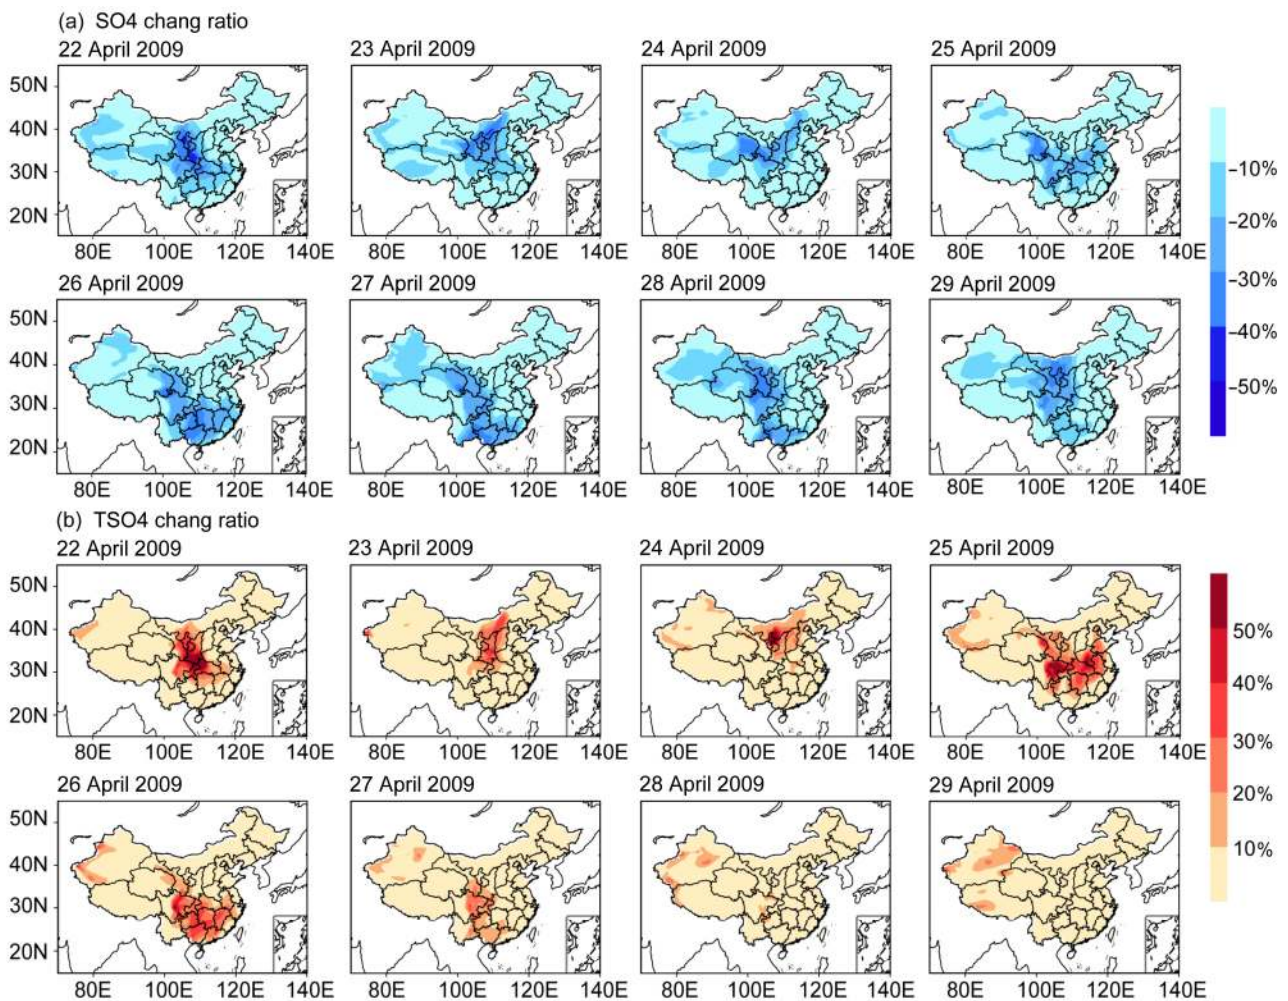 (a) SO4 chang ratio
22 April 2009 23 April 2009 24 April 2009 25 April 2009
50N
40N
30N
20N
80E 100E 120E 140E 80E 100E 120E 140E 80E 100E 120E 140E 80E 100E 120E 140E
26 April 2009 27 April 2009 28 April 2009 29 April 2009
50N
40N
30N
20N
80E 100E 120E 140E 80E 100E 120E 140E 80E 100E 120E 140E 80E 100E 120E 140E
–10%
–20%
–30%
–40%
–50%
(b) TSO4 chang ratio
22 April 2009 23 April 2009 24 April 2009 25 April 2009
50N
40N
30N
20N
80E 100E 120E 140E 80E 100E 120E 140E 80E 100E 120E 140E 80E 100E 120E 140E
26 April 2009 27 April 2009 28 April 2009 29 April 2009
50N
40N
30N
20N
80E 100E 120E 140E 80E 100E 120E 140E 80E 100E 120E 140E 80E 100E 120E 140E
50%
40%
30%
20%
10%